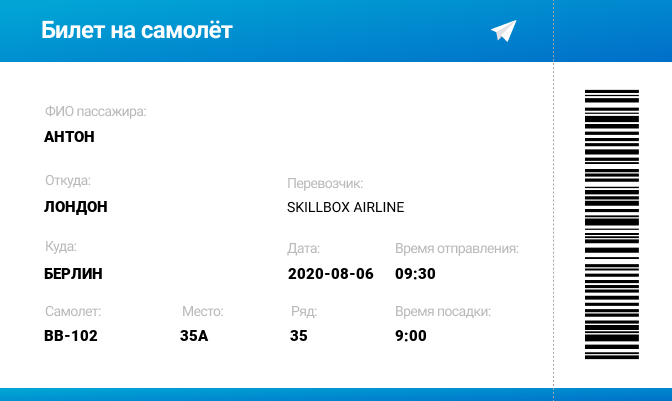 Билет на самолёт
ФИО пассажира:
АНТОН
Откуда:
Перевозчик:
ЛОНДОН
SKILLBOX AIRLINE
Куда:
Дата:
Время отправления:
БЕРЛИН
2020-08-06
09:30
Самолет:
Место:
Ряд:
Время посадки:
BB-102
35A
35
9:00